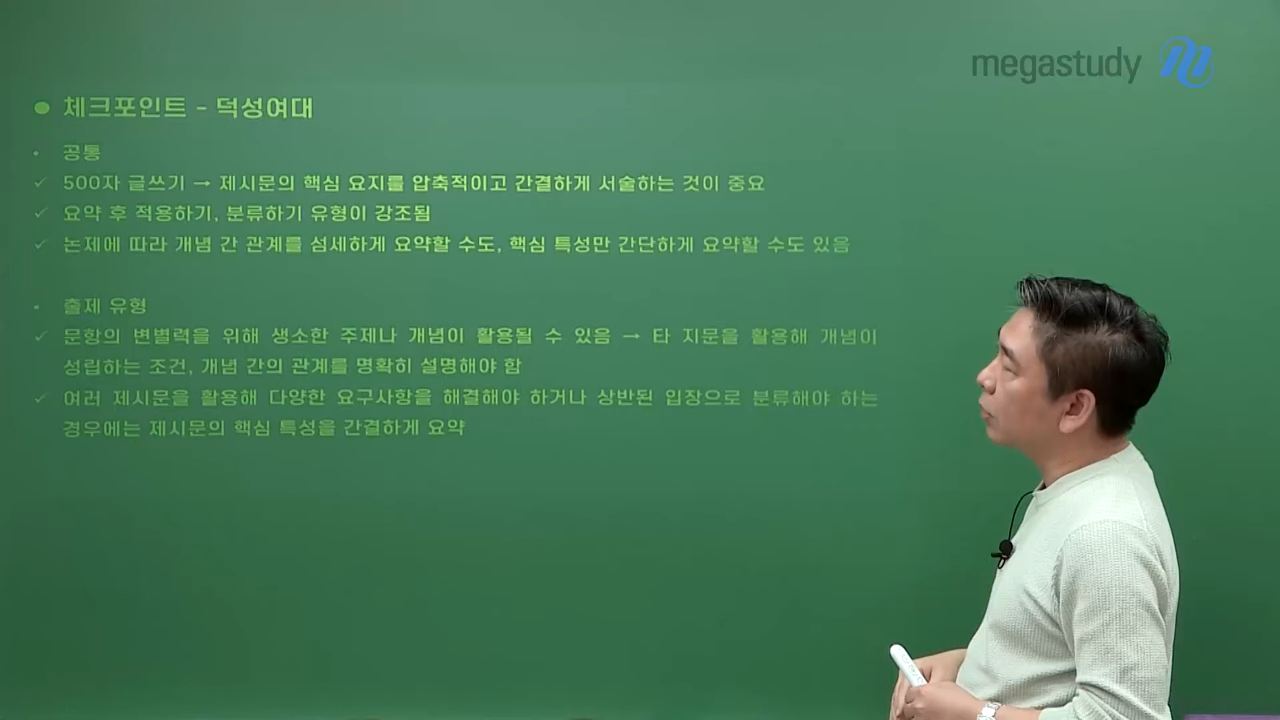 megastudy
● 체크포인트 - 덕성여대
• 공통
✓ 500자 글쓰기 → 제시문의 핵심 요지를 압축적이고 간결하게 서술하는 것이 중요
✓ 요약 후 적용하기, 분류하기 유형이 강조됨
✓ 논제에 따라 개념 간 관계를 섬세하게 요약할 수도, 핵심 특성만 간단하게 요약할 수도 있음
• 출제 유형
✓ 문항의 변별력을 위해 생소한 주제나 개념이 활용될 수 있음 → 타 지문을 활용해 개념이
성립하는 조건, 개념 간의 관계를 명확히 설명해야 함
✓ 여러 제시문을 활용해 다양한 요구사항을 해결해야 하거나 상반된 입장으로 분류해야 하는
경우에는 제시문의 핵심 특성을 간결하게 요약